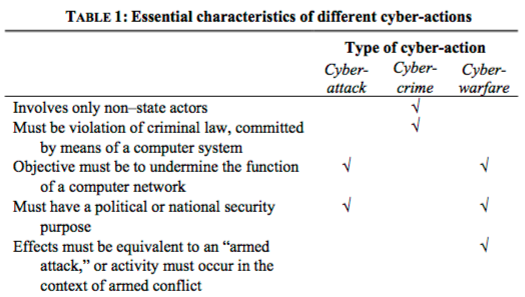 TABLE 1: Essential characteristics of different cyber-actions
Type of cyber-action
Cyber-attack Cyber-crime Cyber-warfare
Involves only non–state actors √
Must be violation of criminal law, committed √
by means of a computer system
Objective must be to undermine the function √ √
of a computer network
Must have a political or national security √ √
purpose
Effects must be equivalent to an “armed √
attack,” or activity must occur in the
context of armed conflict